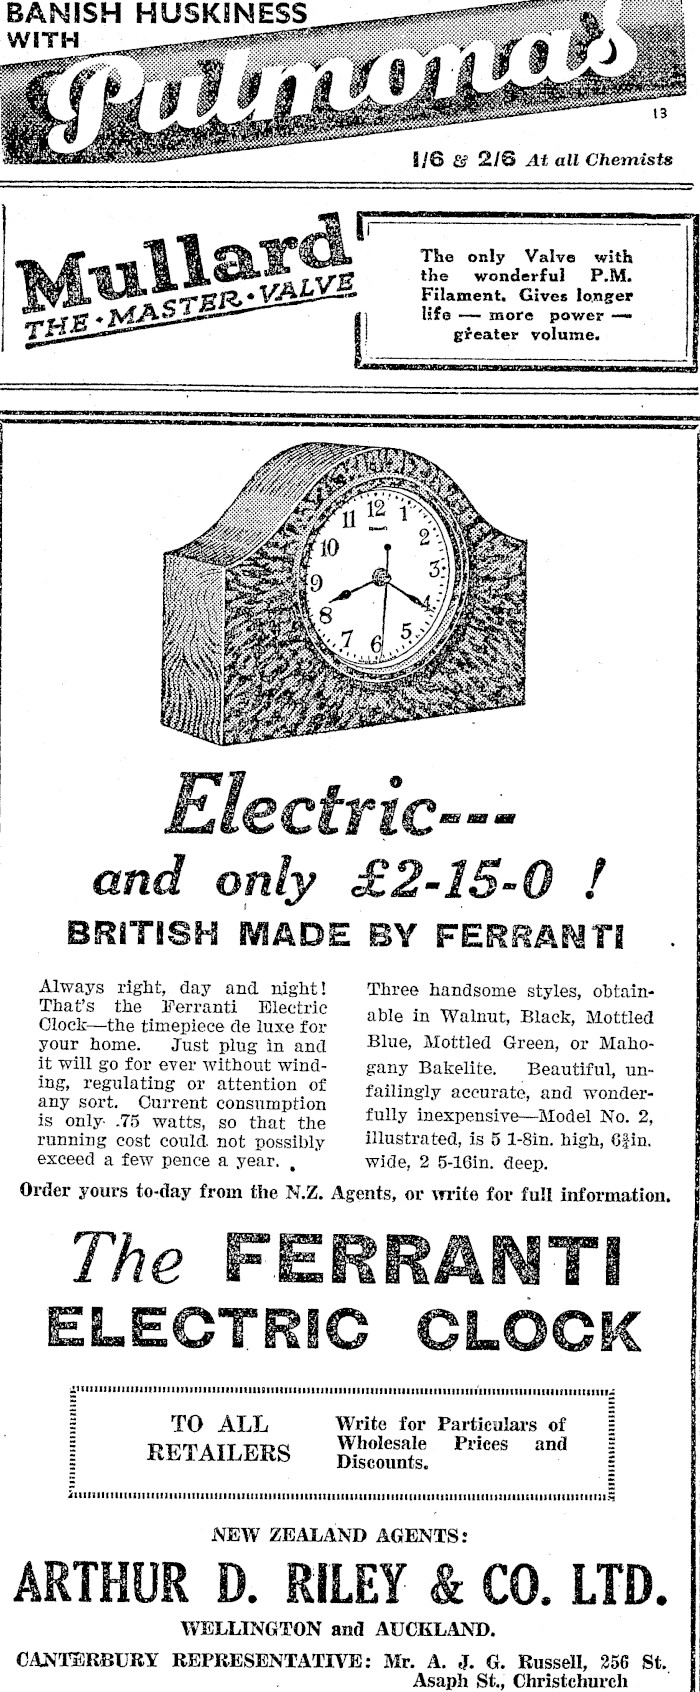 BANISH HUSKINESS
WITH
Pulmonas
13
1/6 & 2/6 At all Chemists
Mullard
THE · MASTER · VALVE
The only Valve with
the wonderful P.M.
Filament. Gives longer
life — more power —
greater volume.
12
1
2
3
4
5
6
7
8
9
10
11
Electric---
and only £2-15-0 !
BRITISH MADE BY FERRANTI
Always right, day and night!
That's the Ferranti Electric
Clock—the timepiece de luxe for
your home. Just plug in and
it will go for ever without wind-
ing, regulating or attention of
any sort. Current consumption
is only .75 watts, so that the
running cost could not possibly
exceed a few pence a year.
Three handsome styles, obtain-
able in Walnut, Black, Mottled
Blue, Mottled Green, or Maho-
gany Bakelite. Beautiful, un-
failingly accurate, and wonder-
fully inexpensive—Model No. 2,
illustrated, is 5 1-8in. high, 6¾in.
wide, 2 5-16in. deep.
Order yours to-day from the N.Z. Agents, or write for full information.
The FERRANTI
ELECTRIC CLOCK
TO ALL
RETAILERS
Write for Particulars of
Wholesale Prices and
Discounts.
NEW ZEALAND AGENTS:
ARTHUR D. RILEY & CO. LTD.
WELLINGTON and AUCKLAND.
CANTERBURY REPRESENTATIVE: Mr. A. J. G. Russell, 256 St.
Asaph St., Christchurch